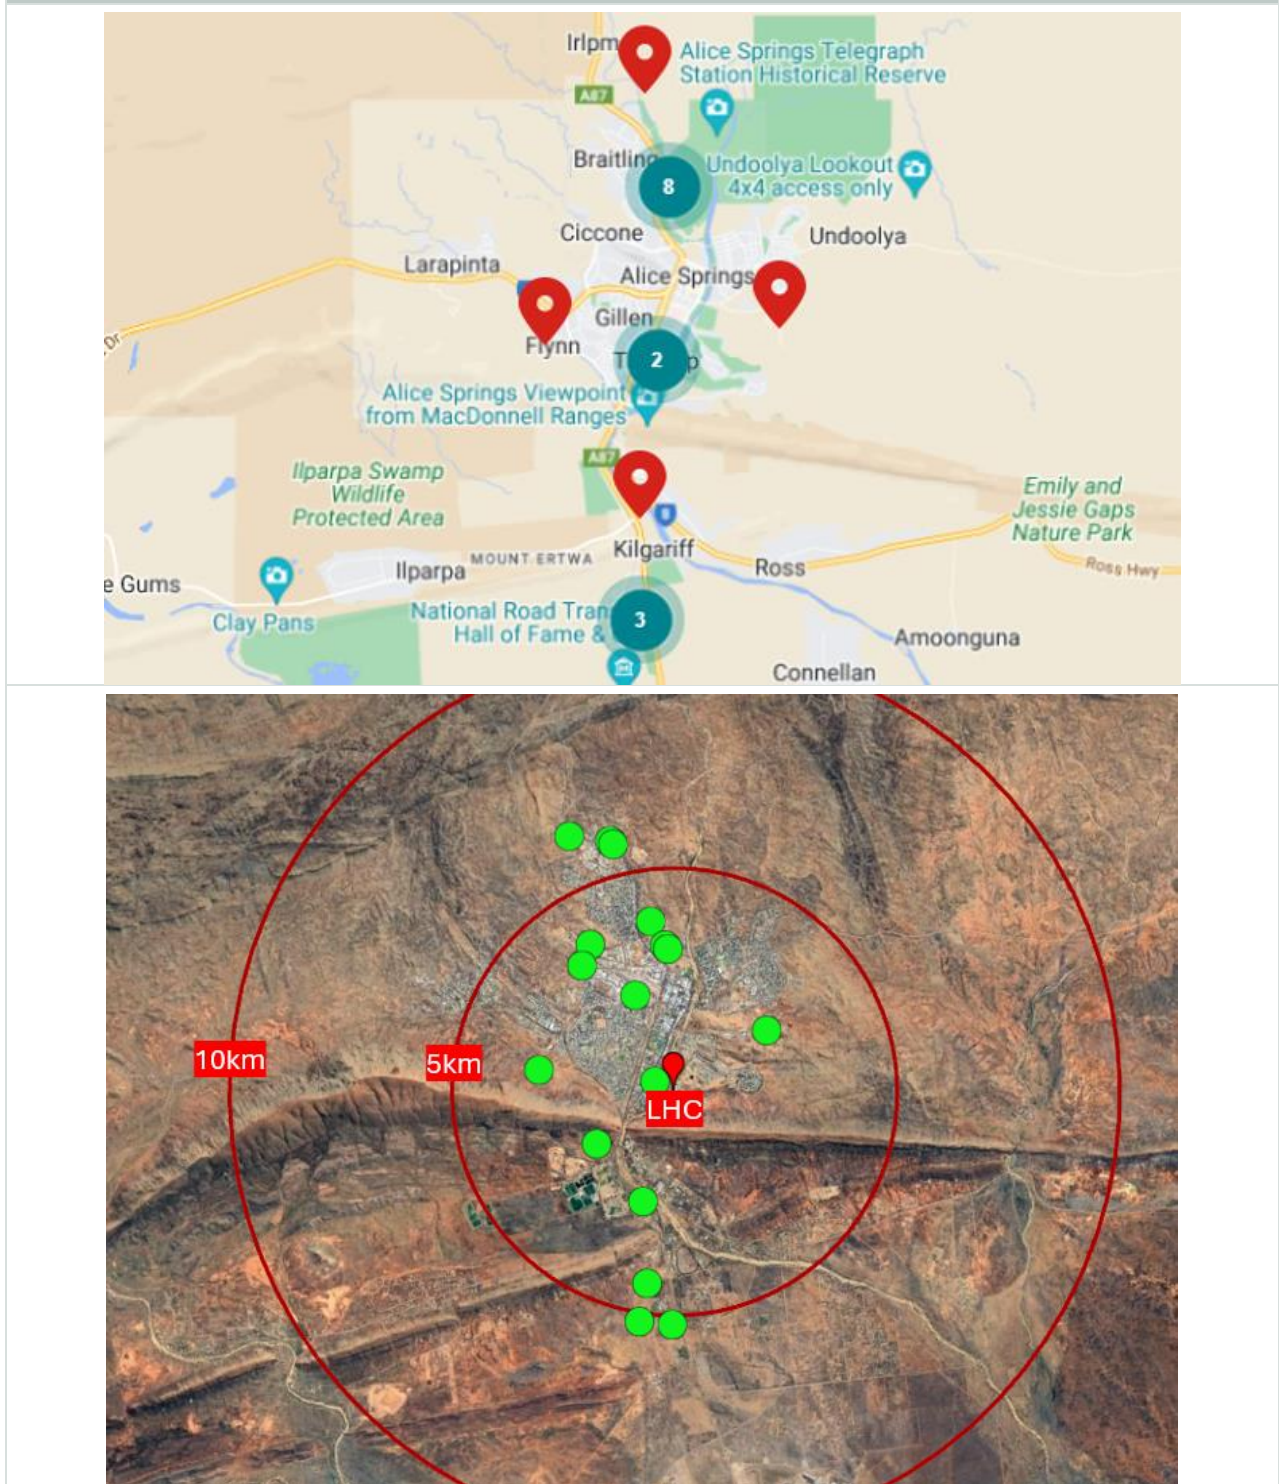 Irlpm
Alice Springs Telegraph
Station Historical Reserve
A87
Braitling
8
Undoolya Lookout
4x4 access only
Ciccone
Undoolya
Larapinta
Alice Springs
Gillen
Flynn
T
2
p
Dr
Alice Springs Viewpoint
from MacDonnell Ranges
A87
Ilparpa Swamp
Wildlife
Protected Area
Emily and
Jessie Gaps
Nature Park
8
Kilgariff
MOUNT ERTWA
Ilparpa
Ross
Ross Hwy
e Gums
Clay Pans
National Road Tran
Hall of Fame &
3
Amoonguna
Connellan
10km
5km
LHC